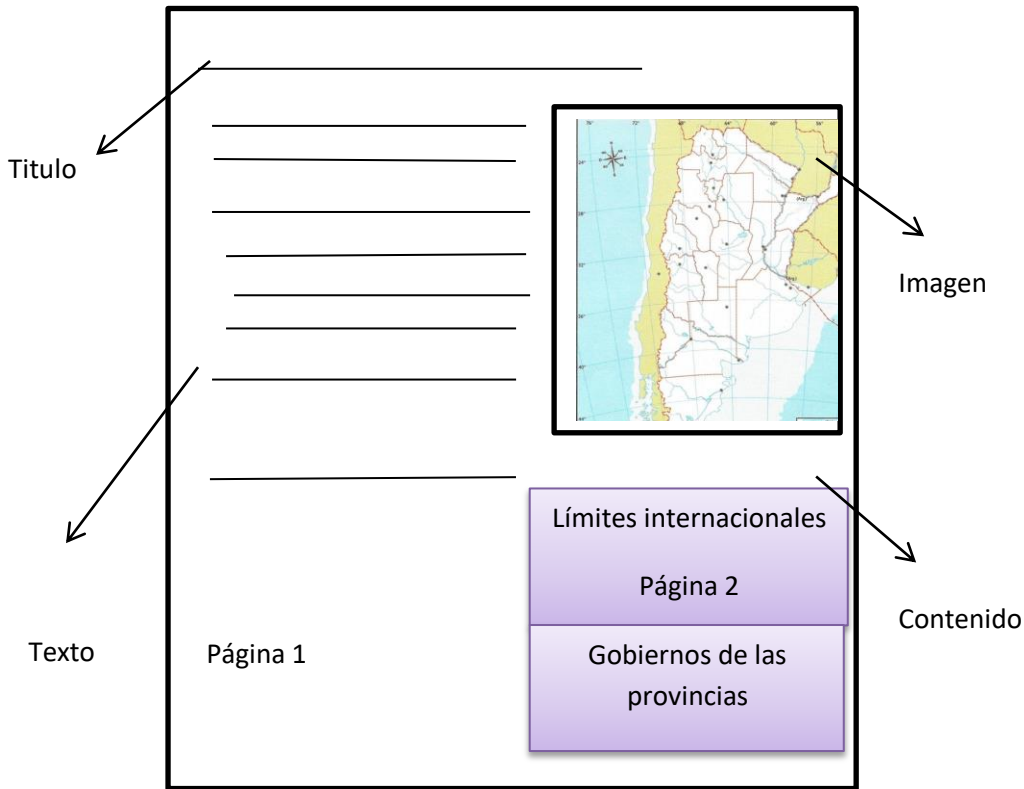 Titulo
Imagen
Límites internacionales
Página 2
Contenido
Texto
Página 1
Gobiernos de las
provincias